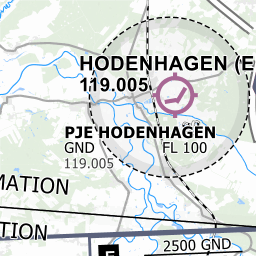 HODENHAGEN (E
119.005
PJE HODENHAGEN
GND FL 100
119.005
MATION
2500 GND
E